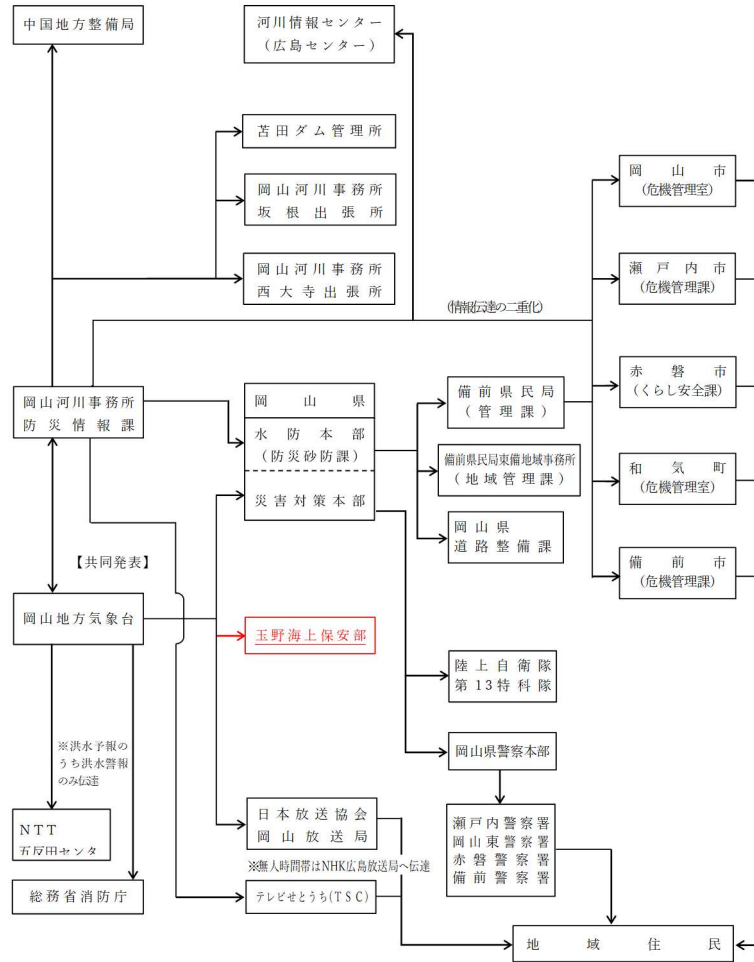 中国地方整備局
河川情報センター
(広島センター)
苫田ダム管理所
岡山河川事務所
坂根出張所
岡山河川事務所
西大寺出張所
(情報伝達の二重化)
岡山市
(危機管理室)
瀬戸内市
(危機管理課)
赤磐市
(くらし安全課)
和気町
(危機管理室)
備前市
(危機管理課)
岡山河川事務所
防災情報課
岡山県
水防本部
(防災砂防課)
災害対策本部
備前県民局
(管理課)
備前県民局東備地域事務所
(地域管理課)
岡山県
道路整備課
【共同発表】
岡山地方気象台
玉野海上保安部
陸上自衛隊
第13特科隊
岡山県警察本部
※洪水予報の
うち洪水警報
のみ伝達
NTT
五反田センタ
総務省消防庁
日本放送協会
岡山放送局
※無人時間帯はNHK広島放送局へ伝達
テレビせとうち(TSC)
瀬戸内警察署
岡山東警察署
赤磐警察署
備前警察署
地域住民